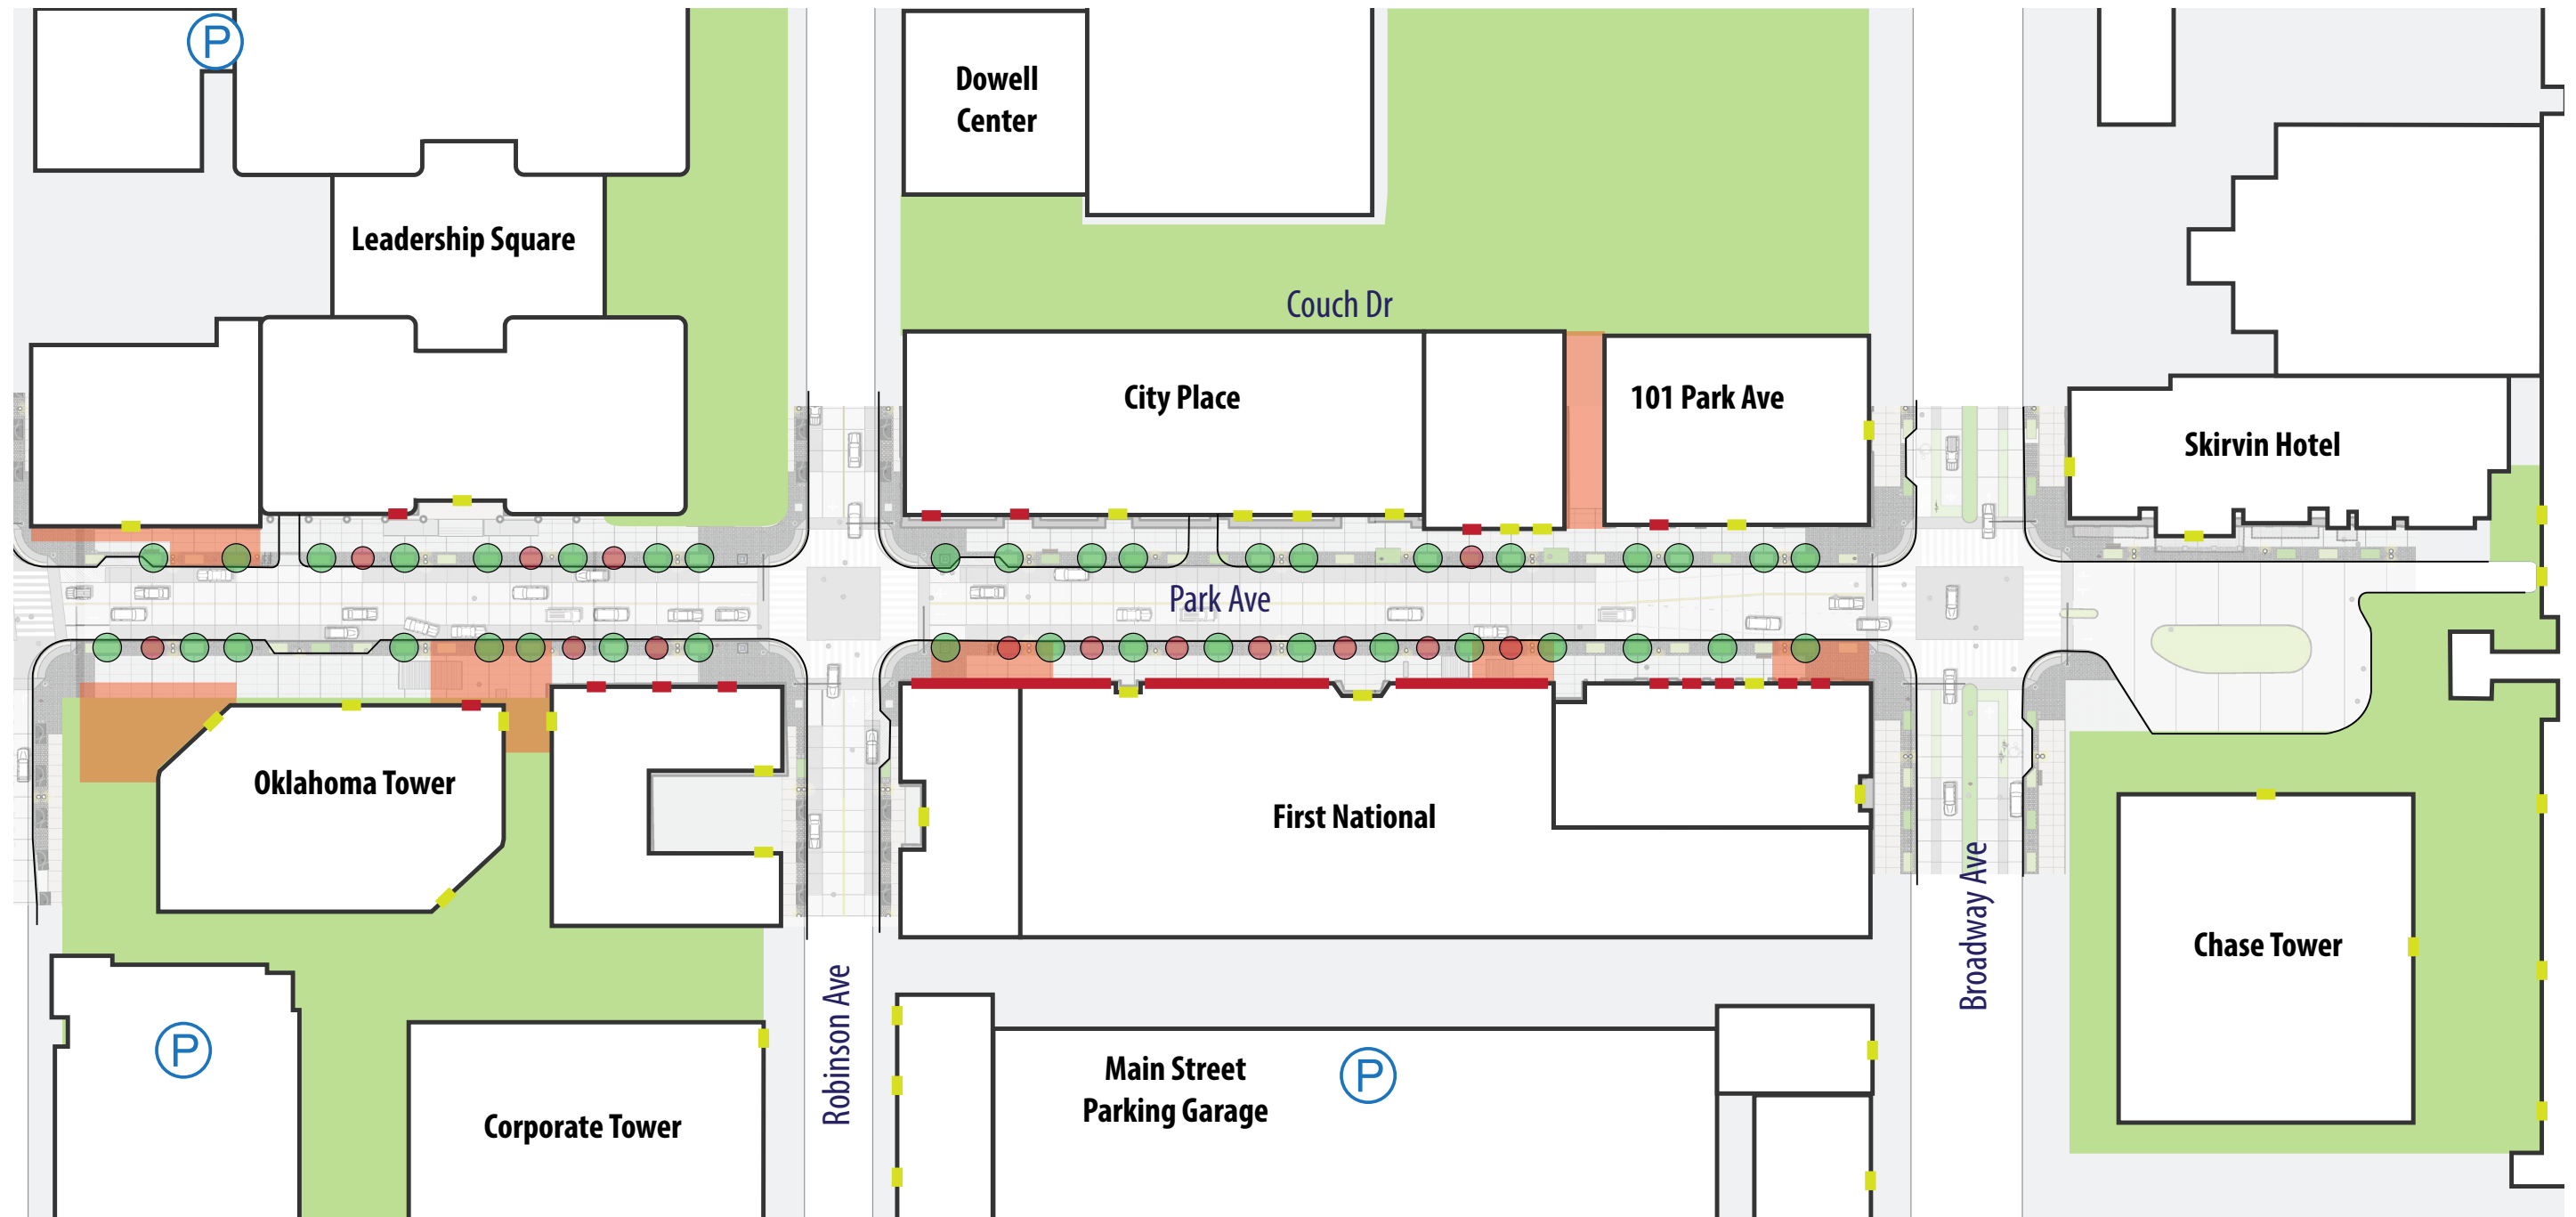 P
Dowell
Center
Leadership Square
Couch Dr
City Place
101 Park Ave
Skirvin Hotel
Park Ave
Oklahoma Tower
First National
Chase Tower
Broadway Ave
Robinson Ave
P
Main Street
Parking Garage
P
Corporate Tower